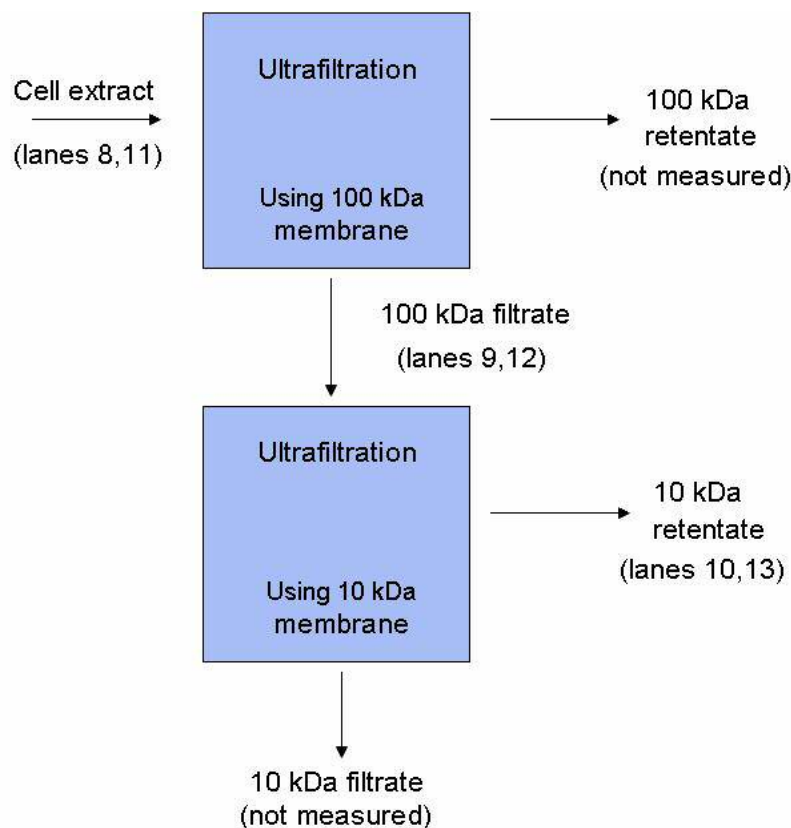 Ultrafiltration
Using 100 kDa
membrane
Cell extract
(lanes 8,11)
100 kDa
retentate
(not measured)
100 kDa filtrate
(lanes 9,12)
Ultrafiltration
Using 10 kDa
membrane
10 kDa
retentate
(lanes 10,13)
10 kDa filtrate
(not measured)